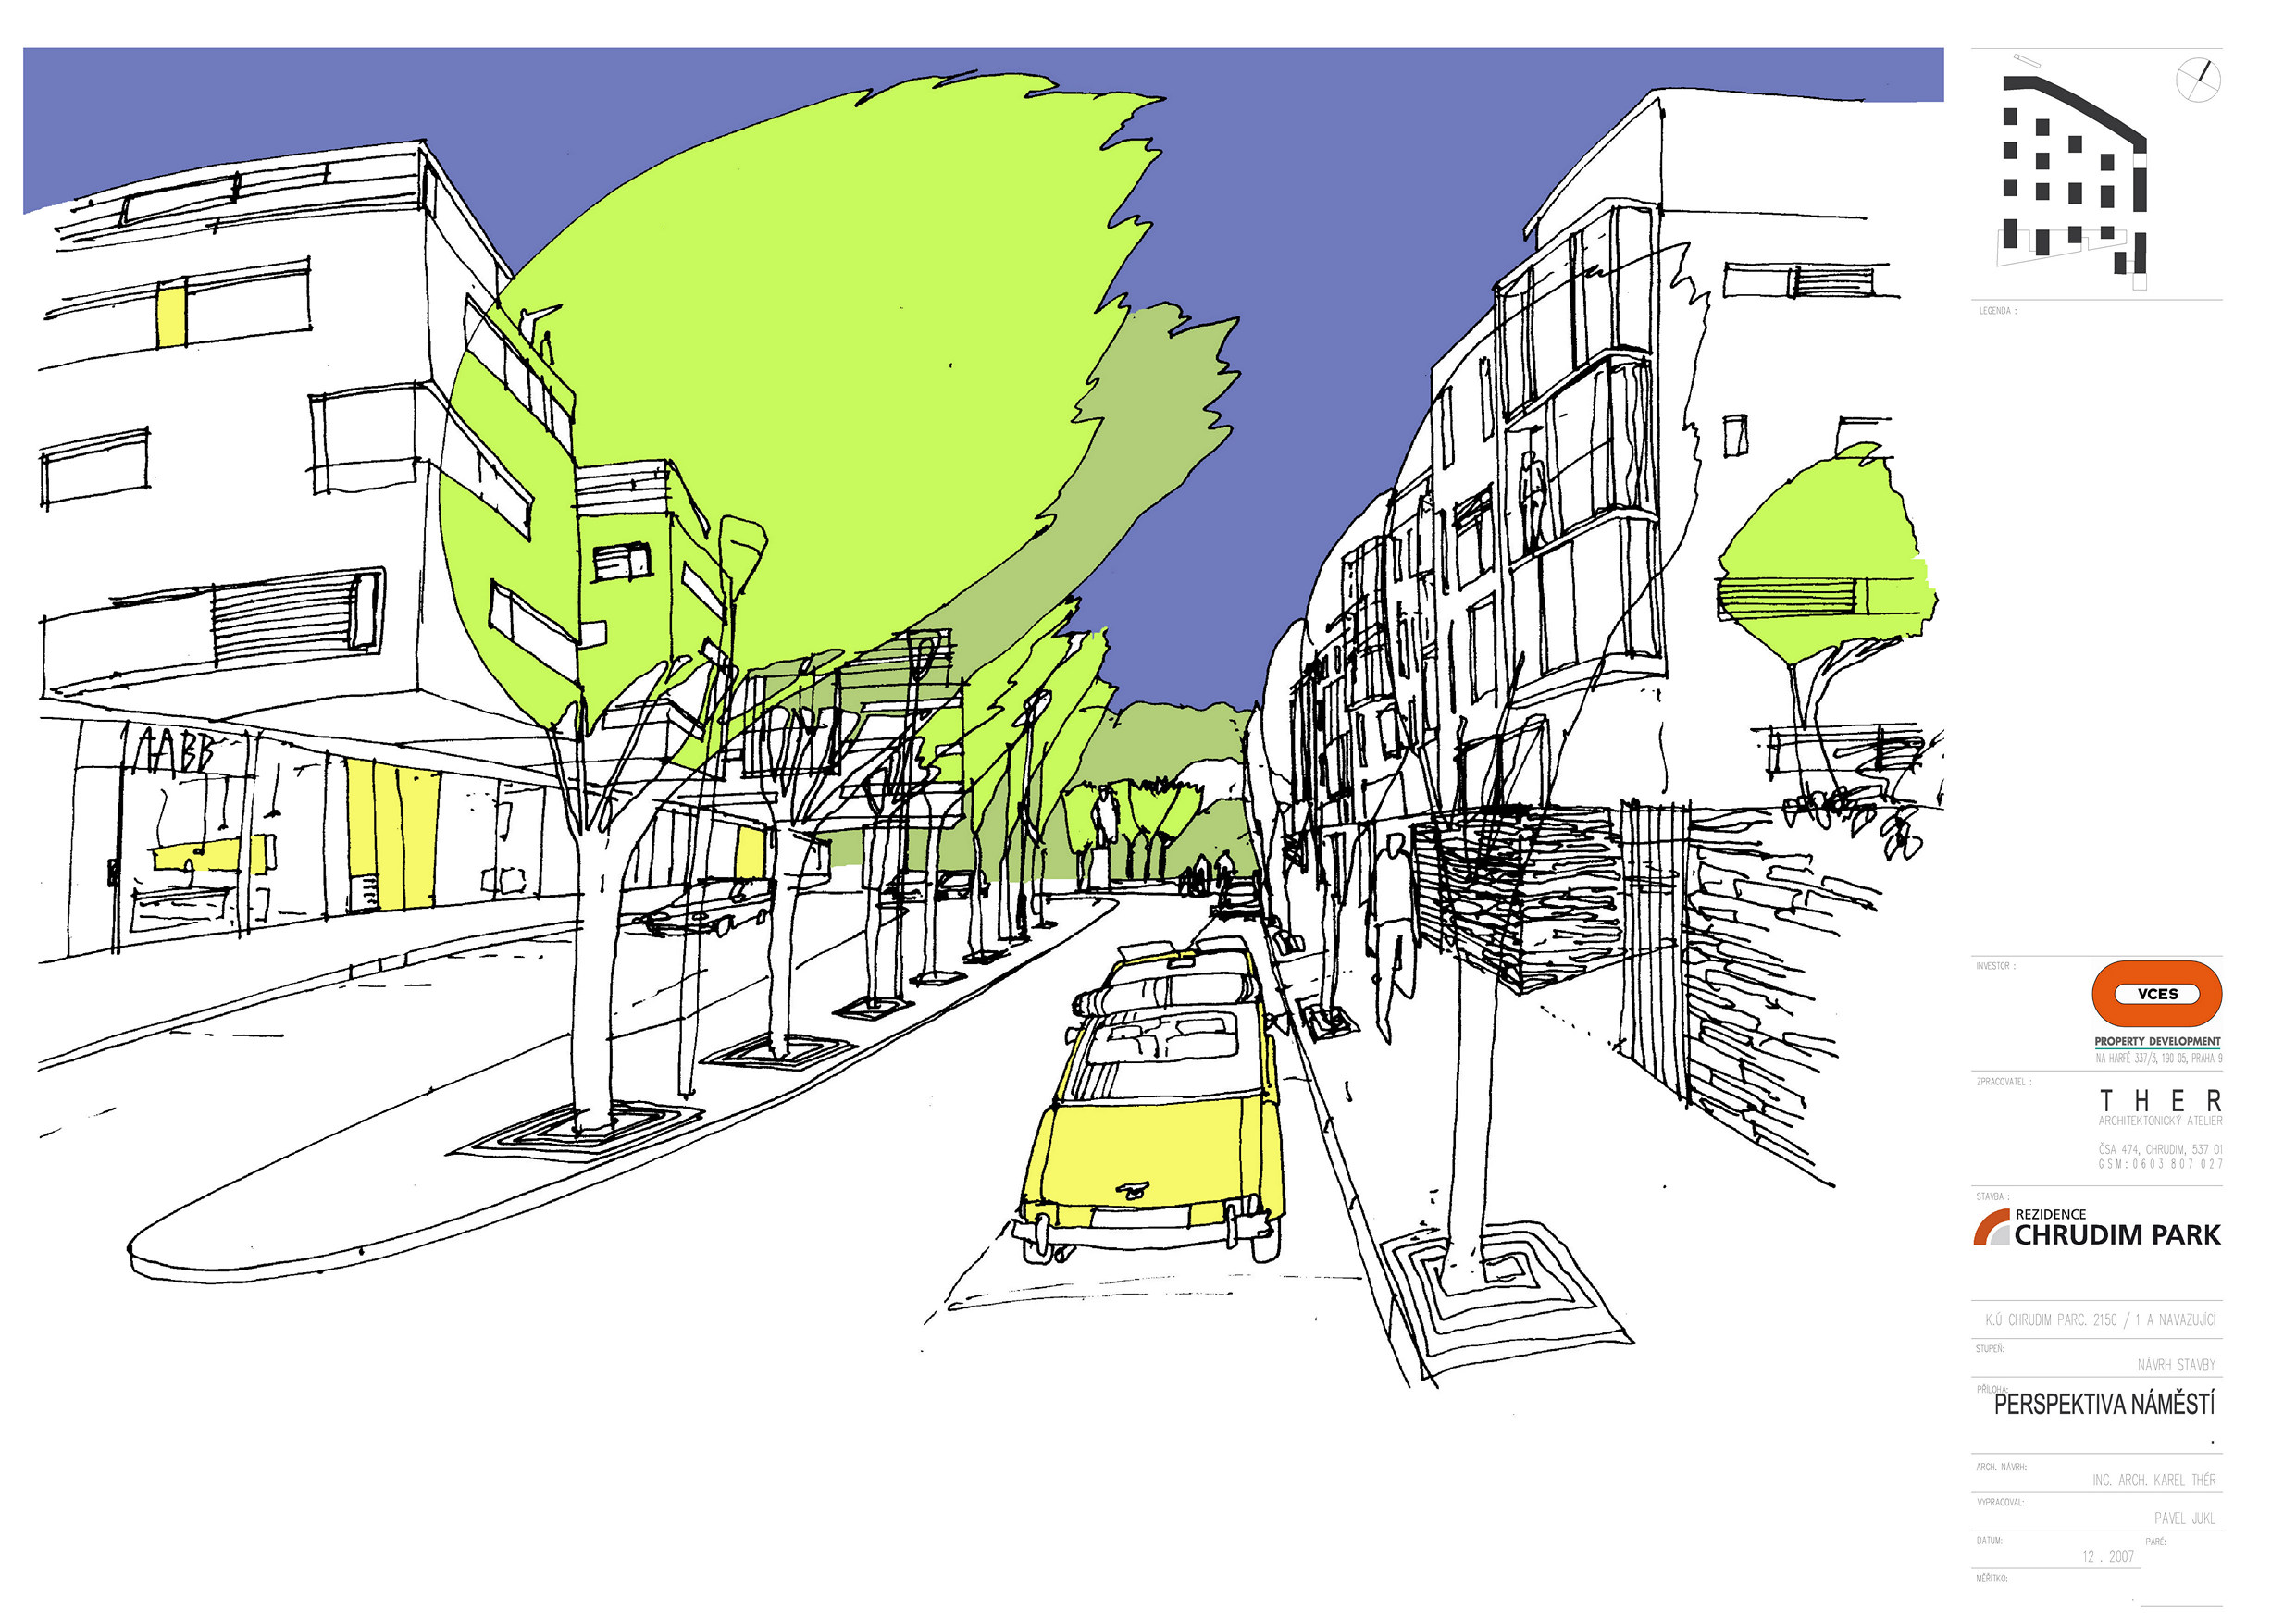 AABB
LEGENDA :
INVESTOR :
VCES
PROPERTY DEVELOPMENT
NA HARFĚ 337/3, 190 05, PRAHA 9
ZPRACOVATEL :
THER
ARCHITEKTONICKÝ ATELIER
ČSA 474, CHRUDIM, 537 01
GSM:0603 807 027
STAVBA :
REZIDENCE
CHRUDIM PARK
K.Ú CHRUDIM PARC. 2150 / 1 A NAVAZUJÍCÍ
STUPEŇ:
NÁVRH STAVBY
PŘÍLOHA:
PERSPEKTIVA NÁMĚSTÍ
ARCH. NÁVRH:
ING. ARCH. KAREL THÉR
VYPRACOVAL:
PAVEL JUKL
DATUM:
PARÉ:
12 . 2007
MĚŘÍTKO: